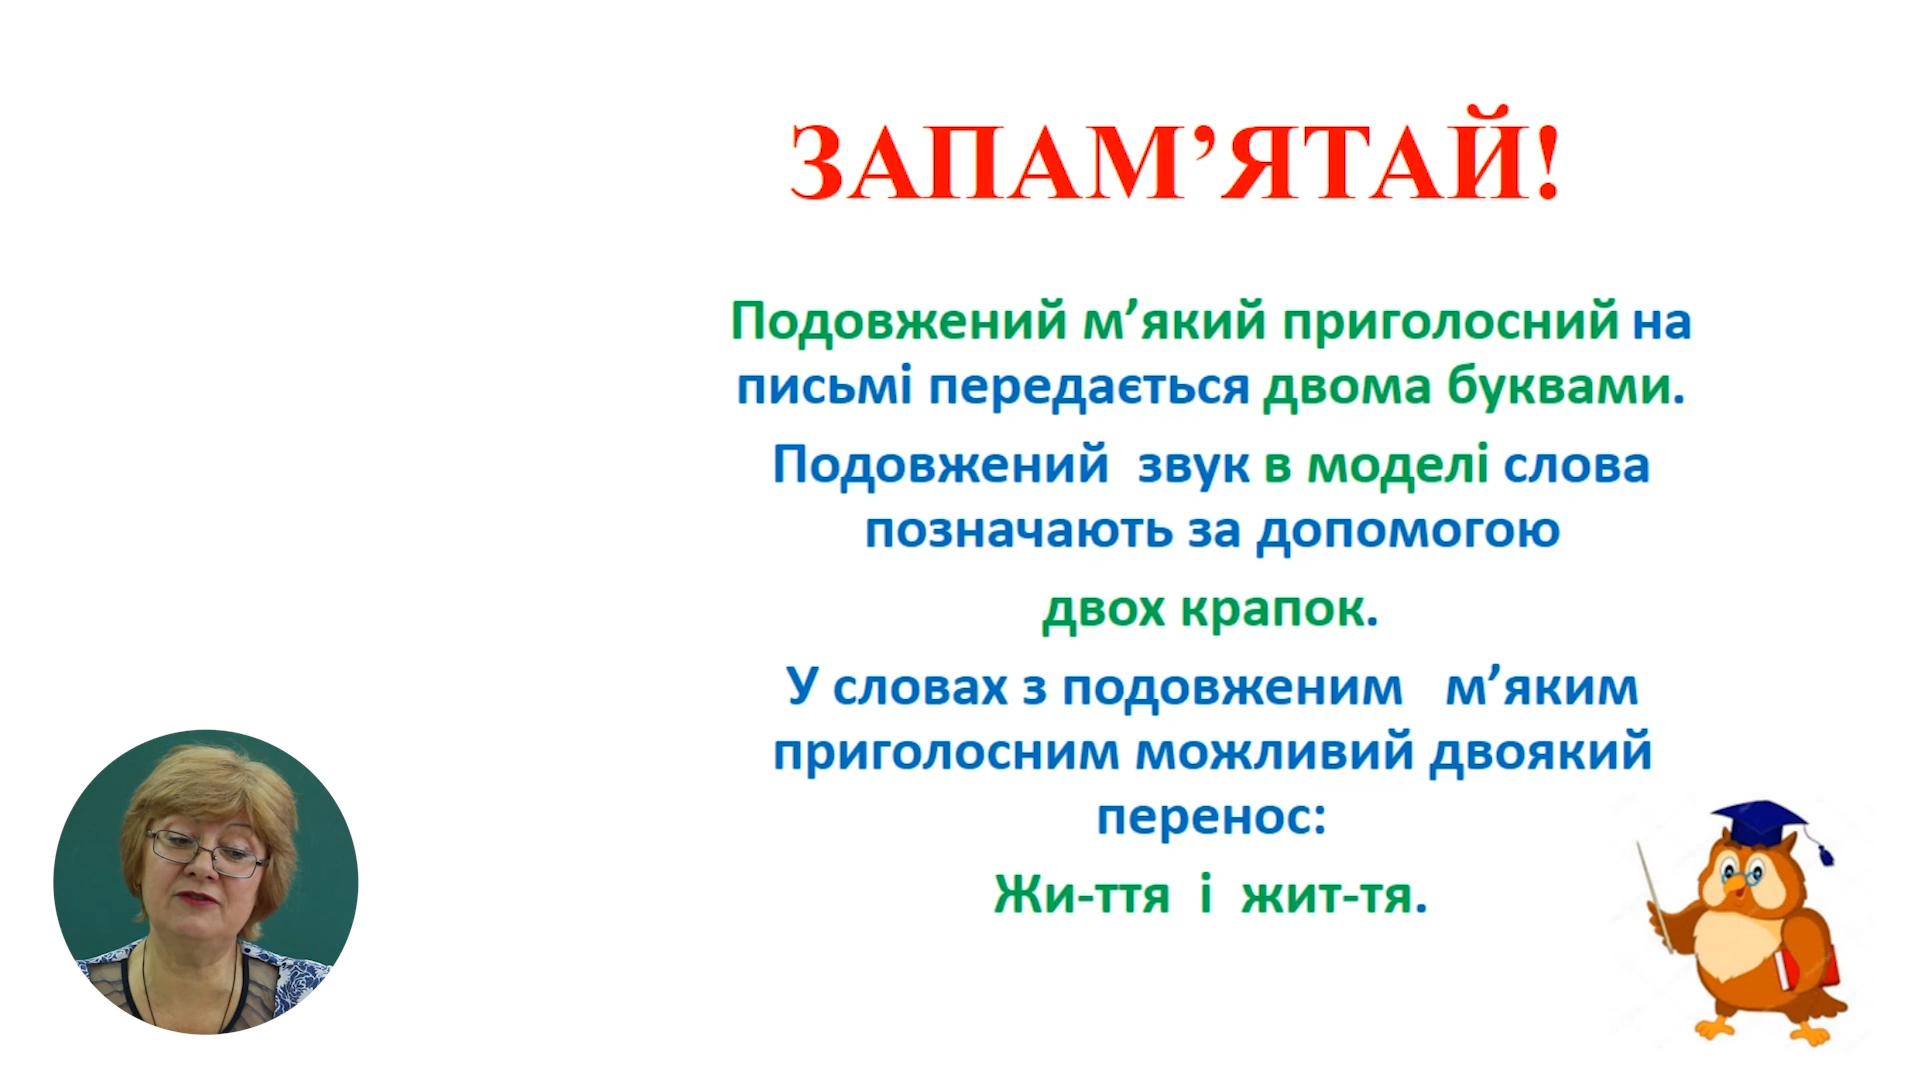 ЗАПАМ’ЯТАЙ!
Подовжений м’який приголосний на
письмі передається двома буквами.
Подовжений звук в моделі слова
позначають за допомогою
двох крапок.
У словах з подовженим м’яким
приголосним можливий двоякий
перенос:
Жи-ття і жит-тя.